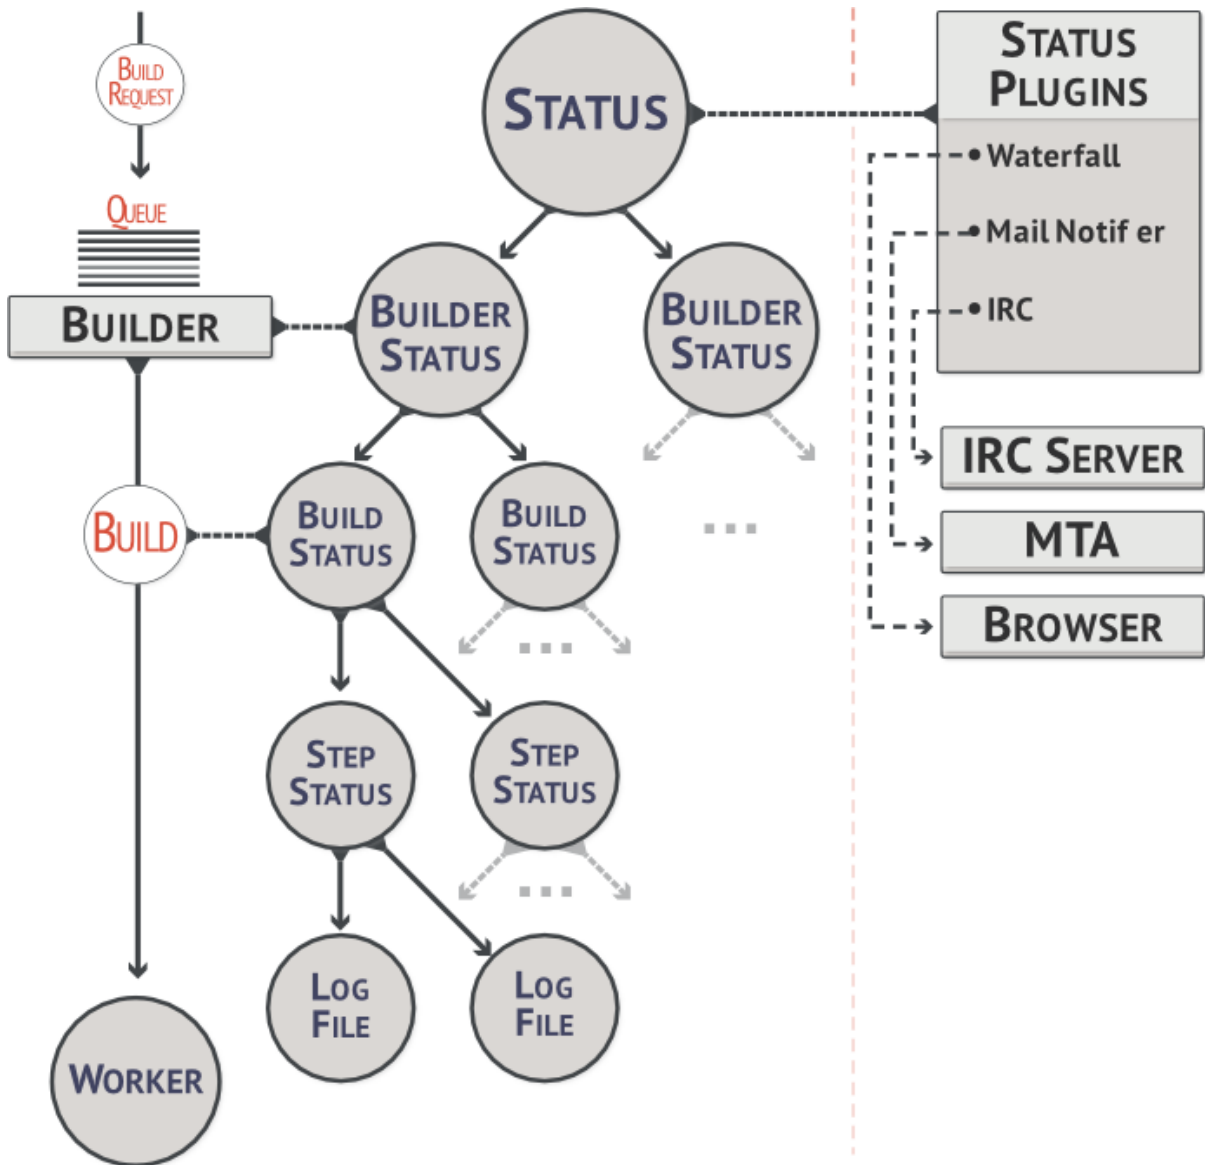 BUILD
REQUEST
QUEUE
BUILDER
BUILD
WORKER
STATUS
BUILDER
STATUS
BUILDER
STATUS
BUILD
STATUS
BUILD
STATUS
...
...
STEP
STATUS
STEP
STATUS
...
LOG
FILE
LOG
FILE
STATUS
PLUGINS
• Waterfall
• Mail Notif er
• IRC
IRC SERVER
MTA
BROWSER